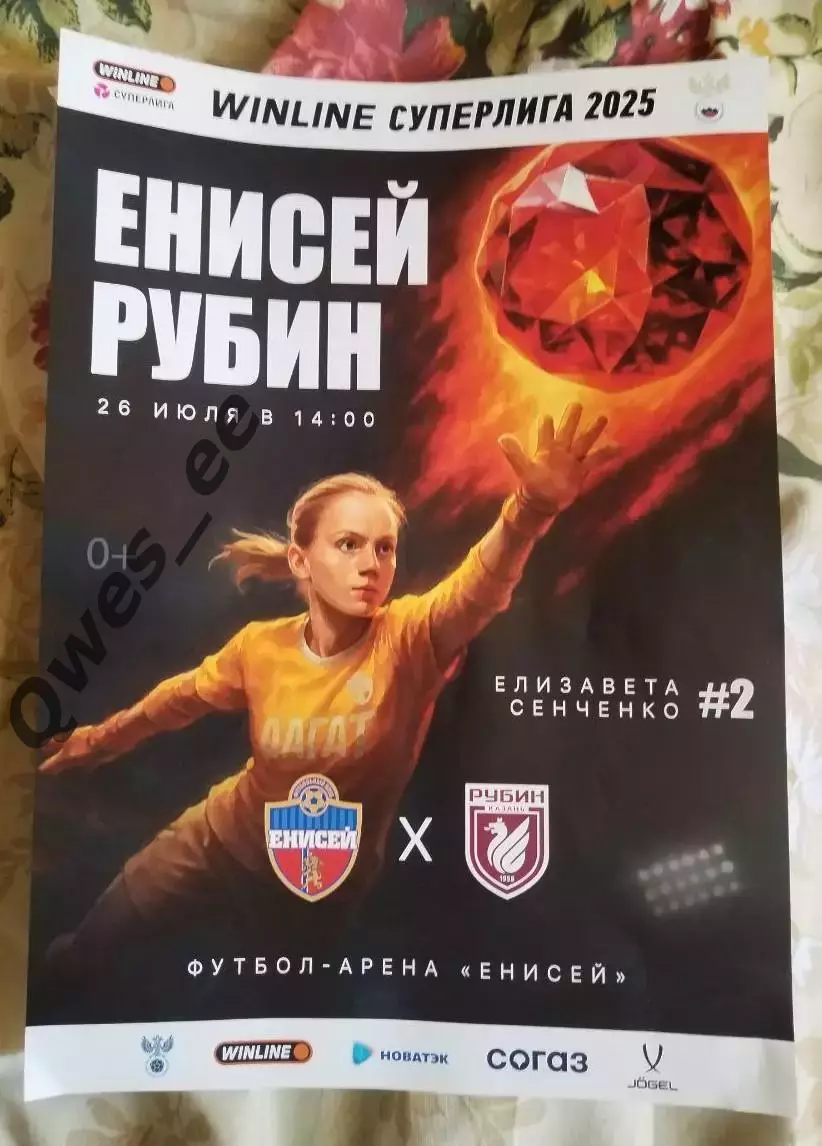 WINLINE
СУПЕРЛИГА
WINLINE СУПЕРЛИГА 2025
ЕНИСЕЙ
РУБИН
26 ИЮЛЯ В 14:00
0+
Qwes_ee
ЕЛИЗАВЕТА
СЕНЧЕНКО
#2
ДАГАТ
ЕНИСЕЙ
X
РУБИН
КАЗАНЬ
1958
ФУТБОЛ-АРЕНА «ЕНИСЕЙ»
WINLINE
НОВАТЭК
СОГАЗ
JÖGEL